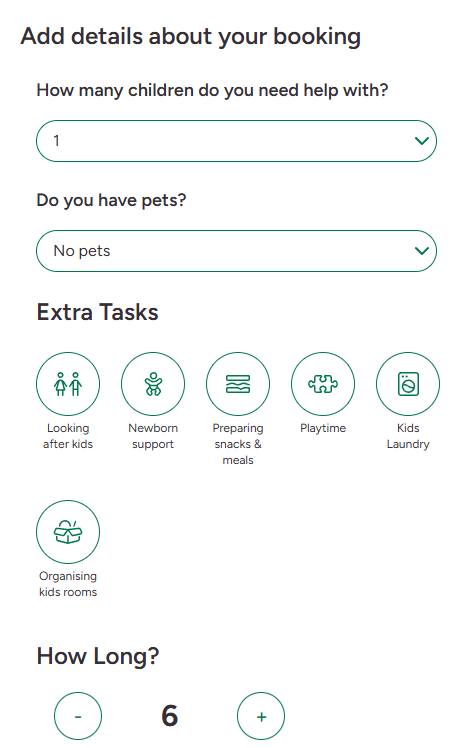 Add details about your booking
How many children do you need help with?
1
Do you have pets?
No pets
Extra Tasks
Looking
after kids
Newborn
support
Preparing
snacks &
meals
Playtime
Kids
Laundry
Organising
kids rooms
How Long?
- 6 +